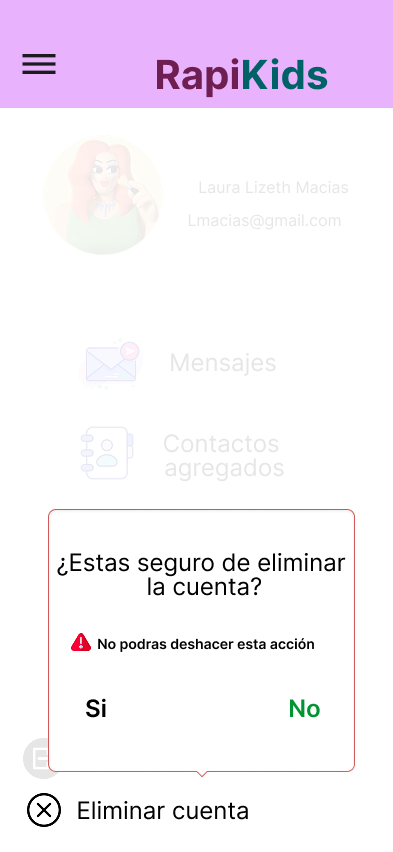 RapiKids
Laura Lizeth Macias
Lmacias@gmail.com
Mensajes
Contactos
agregados
¿Estas seguro de eliminar
la cuenta?
No podras deshacer esta acción
Si
No
Eliminar cuenta